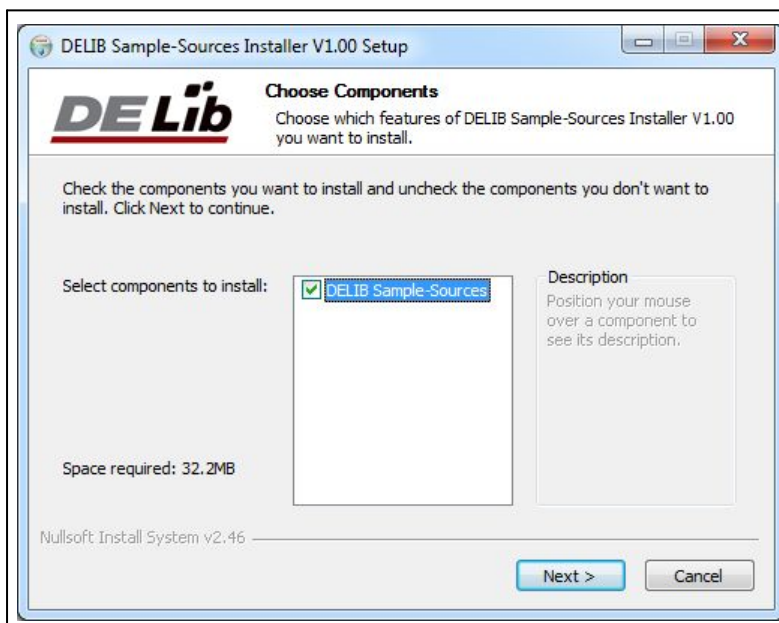 DELIB Sample-Sources Installer V1.00 Setup
DELib
Choose Components
Choose which features of DELIB Sample-Sources Installer V1.00
you want to install.
Check the components you want to install and uncheck the components you don't want to
install. Click Next to continue.
Select components to install:
DELIB Sample-Sources
Description
Position your mouse
over a component to
see its description.
Space required: 32.2MB
Nullsoft Install System v2.46
Next >
Cancel